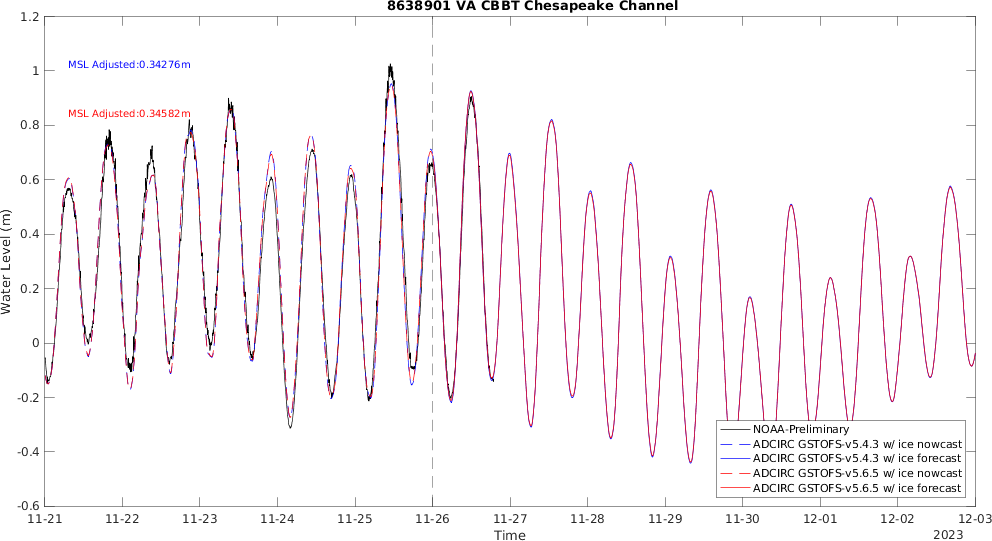 8638901 VA CBBT Chesapeake Channel
1.2
1
0.8
0.6
0.4
0.2
0
-0.2
-0.4
-0.6
Water Level (m)
MSL Adjusted:0.34276m
MSL Adjusted:0.34582m
NOAA-Preliminary
ADCIRC GSTOFS-v5.4.3 w/ ice nowcast
ADCIRC GSTOFS-v5.4.3 w/ ice forecast
ADCIRC GSTOFS-v5.6.5 w/ ice nowcast
ADCIRC GSTOFS-v5.6.5 w/ ice forecast
11-21 11-22 11-23 11-24 11-25 11-26 11-27 11-28 11-29 11-30 12-01 12-02 12-03
Time
2023